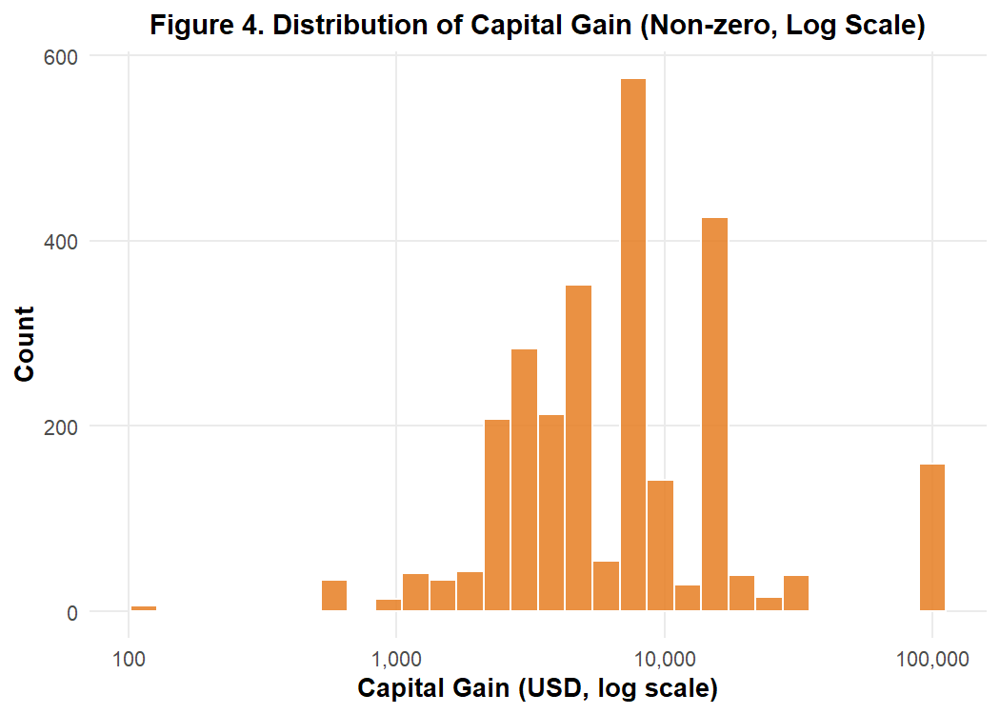 Figure 4. Distribution of Capital Gain (Non-zero, Log Scale)
600
400
200
0
Count
100
1,000
10,000
100,000
Capital Gain (USD, log scale)